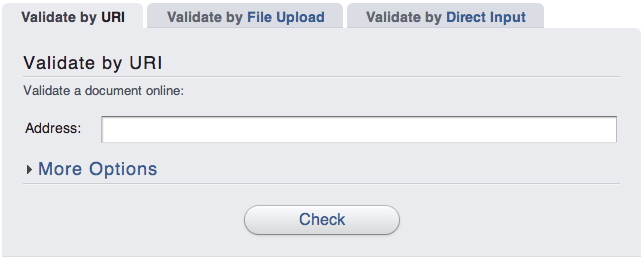 Validate by URI Validate by File Upload Validate by Direct Input
Validate by URI
Validate a document online:
Address:
More Options
Check